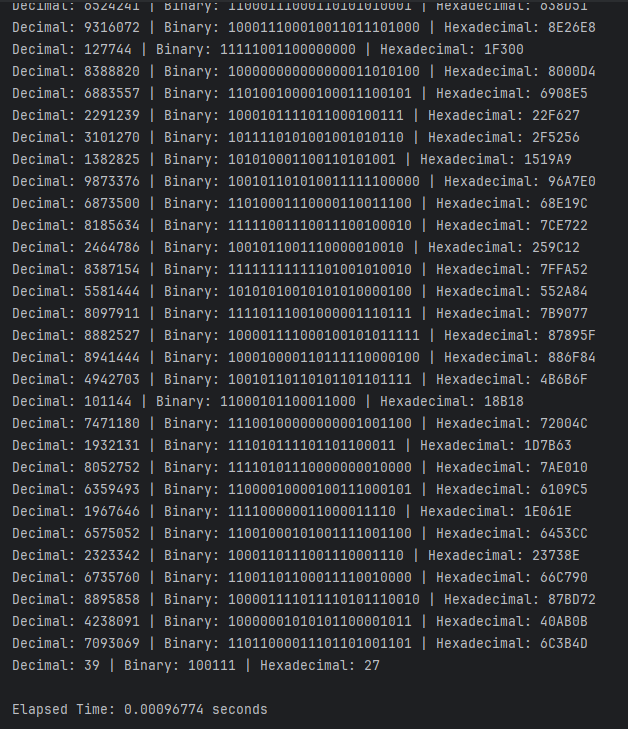 Decimal: 6524241 | Binary: 11000111000110101010001 | Hexadecimal: 638D51
Decimal: 9316072 | Binary: 100011100010011011101000 | Hexadecimal: 8E26E8
Decimal: 127744 | Binary: 11111001100000000 | Hexadecimal: 1F300
Decimal: 8388820 | Binary: 100000000000000011010100 | Hexadecimal: 8000D4
Decimal: 6883557 | Binary: 11010010000100011100101 | Hexadecimal: 6908E5
Decimal: 2291239 | Binary: 1000101111011000100111 | Hexadecimal: 22F627
Decimal: 3101270 | Binary: 1011110101001001010110 | Hexadecimal: 2F5256
Decimal: 1382825 | Binary: 101010001100110101001 | Hexadecimal: 1519A9
Decimal: 9873376 | Binary: 100101101010011111100000 | Hexadecimal: 96A7E0
Decimal: 6873500 | Binary: 11010001110000110011100 | Hexadecimal: 68E19C
Decimal: 8185634 | Binary: 11111001110011100100010 | Hexadecimal: 7CE722
Decimal: 2464786 | Binary: 1001011001110000010010 | Hexadecimal: 259C12
Decimal: 8387154 | Binary: 11111111111101001010010 | Hexadecimal: 7FFA52
Decimal: 5581444 | Binary: 10101010010101010000100 | Hexadecimal: 552A84
Decimal: 8097911 | Binary: 11110111001000001110111 | Hexadecimal: 7B9077
Decimal: 8882527 | Binary: 100001111000100101011111 | Hexadecimal: 87895F
Decimal: 8941444 | Binary: 100010000110111110000100 | Hexadecimal: 886F84
Decimal: 4942703 | Binary: 10010110110101101101111 | Hexadecimal: 4B6B6F
Decimal: 101144 | Binary: 11000101100011000 | Hexadecimal: 18B18
Decimal: 7471180 | Binary: 11100100000000001001100 | Hexadecimal: 72004C
Decimal: 1932131 | Binary: 111010111101101100011 | Hexadecimal: 1D7B63
Decimal: 8052752 | Binary: 11110101110000000010000 | Hexadecimal: 7AE010
Decimal: 6359493 | Binary: 11000010000100111000101 | Hexadecimal: 6109C5
Decimal: 1967646 | Binary: 111100000011000011110 | Hexadecimal: 1E061E
Decimal: 6575052 | Binary: 11001000101001111001100 | Hexadecimal: 6453CC
Decimal: 2323342 | Binary: 1000110111001110001110 | Hexadecimal: 23738E
Decimal: 6735760 | Binary: 11001101100011110010000 | Hexadecimal: 66C790
Decimal: 8895858 | Binary: 100001111011110101110010 | Hexadecimal: 87BD72
Decimal: 4238091 | Binary: 10000001010101100001011 | Hexadecimal: 40AB0B
Decimal: 7093069 | Binary: 11011000011101101001101 | Hexadecimal: 6C3B4D
Decimal: 39 | Binary: 100111 | Hexadecimal: 27
Elapsed Time: 0.00096774 seconds